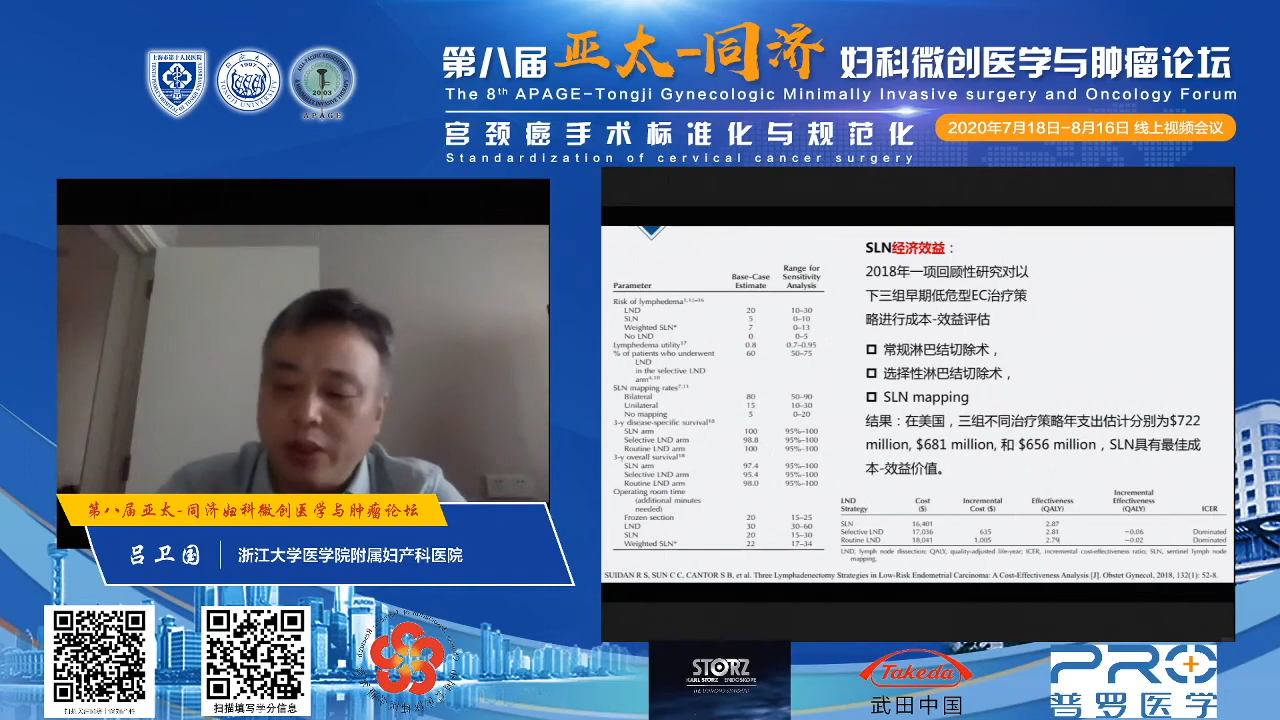 上海市第十人民医院
TONGJI UNIVERSITY
1907
2003
APAGE
第八届亚太-同济妇科微创医学与肿瘤论坛
The 8th APAGE-Tongji Gynecologic Minimally Invasive surgery and Oncology Forum
宫颈癌手术标准化与规范化
2020年7月18日-8月16日 线上视频会议
Standardization of cervical cancer surgery
Parameter Base-Case Estimate Range for Sensitivity Analysis
Risk of lymphedema
LND 20 10–30
SLN 5 0–10
Weighted SLN* 7 0–13
No LND 0 0–5
Lymphedema utility17 0.8 0.7–0.95
% of patients who underwent 60 50–75
LND
in the selective LND
arm
SLN mapping rates7,11
Bilateral 80 50–90
Unilateral 15 10–30
No mapping 5 0–20
3-y disease-specific survival
SLN arm 100 95%–100
Selective LND arm 98.8 95%–100
Routine LND arm 100 95%–100
3-y overall survival
SLN arm 97.4 95%–100
Selective LND arm 95.4 95%–100
Routine LND arm 98.0 95%–100
Operating room time
(additional minutes
needed)
Frozen section 20 15–25
LND 30 30–60
SLN 20 15–30
Weighted SLN* 22 17–34
SLN经济效益：
2018年一项回顾性研究对以
下三组早期低危型EC治疗策
略进行成本-效益评估
常规淋巴结切除术，
选择性淋巴结切除术，
SLN mapping
结果：在美国，三组不同治疗策略年支出估计分别为$722
million, $681 million, 和 $656 million，SLN具有最佳成
本-效益价值。
LND Strategy Cost ($) Incremental Cost ($) Effectiveness (QALY) Incremental Effectiveness (QALY) ICER
SLN 16,401 2.87
Selective LND 17,036 635 2.81 −0.06 Dominated
Routine LND 18,041 1,005 2.79 −0.02 Dominated
LND, lymph node dissection; QALY, quality-adjusted life-year; ICER, incremental cost-effectiveness ratio; SLN, sentinel lymph node
mapping.
SUIDAN R S, SUN C C, CANTOR S B, et al. Three Lymphadenectomy Strategies in Low-Risk Endometrial Carcinoma: A Cost-Effectiveness Analysis [J]. Obstet Gynecol, 2018, 132(1): 52-8.
第八届亚太-同济妇科微创医学与肿瘤论坛
吕卫国 浙江大学医学院附属妇产科医院
扫描填写学分信息
STORZ
KARL STORZ ENDOSKOPE
Takeda
武田中国
PRO
普罗医学